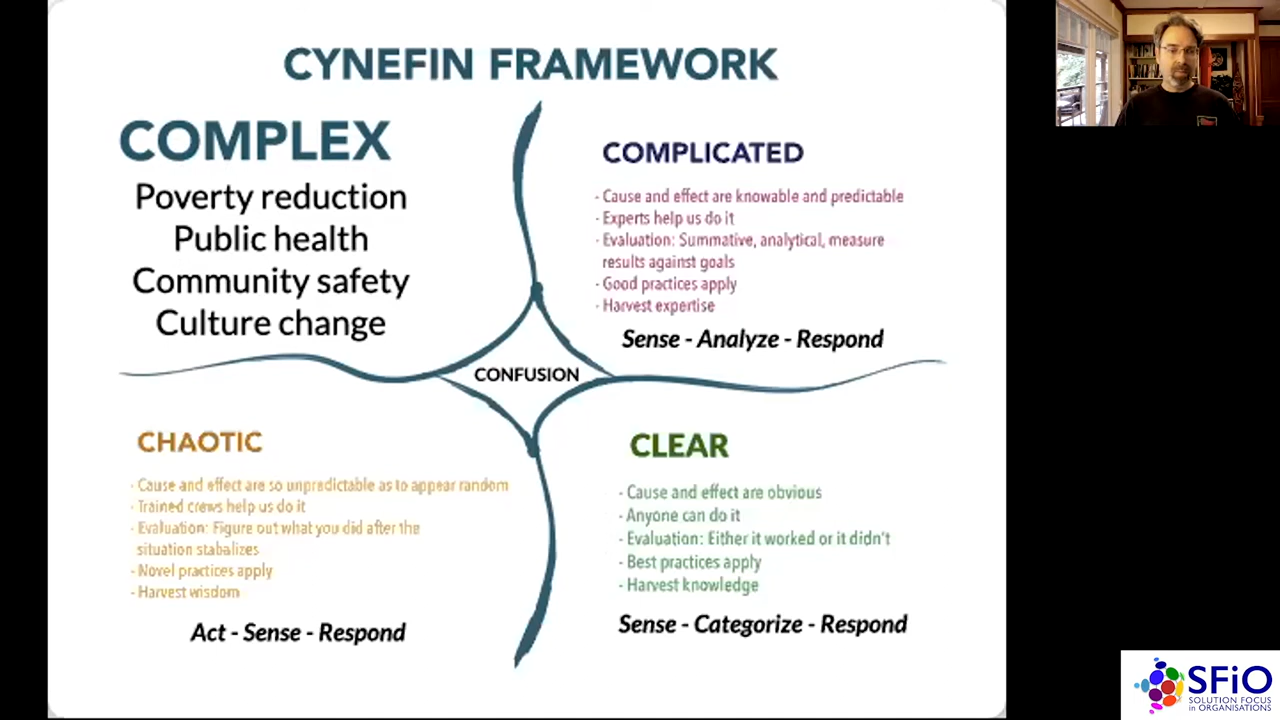 CYNEFIN FRAMEWORK
COMPLEX
Poverty reduction
Public health
Community safety
Culture change
COMPLICATED
- Cause and effect are knowable and predictable
- Experts help us do it
- Evaluation: Summative, analytical, measure
results against goals
- Good practices apply
- Harvest expertise
Sense - Analyze - Respond
CONFUSION
CHAOTIC
- Cause and effect are so unpredictable as to appear random
- Trained crews help us do it
- Evaluation: Figure out what you did after the
situation stabalizes
- Novel practices apply
- Harvest wisdom
Act - Sense - Respond
CLEAR
- Cause and effect are obvious
- Anyone can do it
- Evaluation: Either it worked or it didn't
- Best practices apply
- Harvest knowledge
Sense - Categorize - Respond
SFiO
SOLUTION FOCUS
in ORGANISATIONS